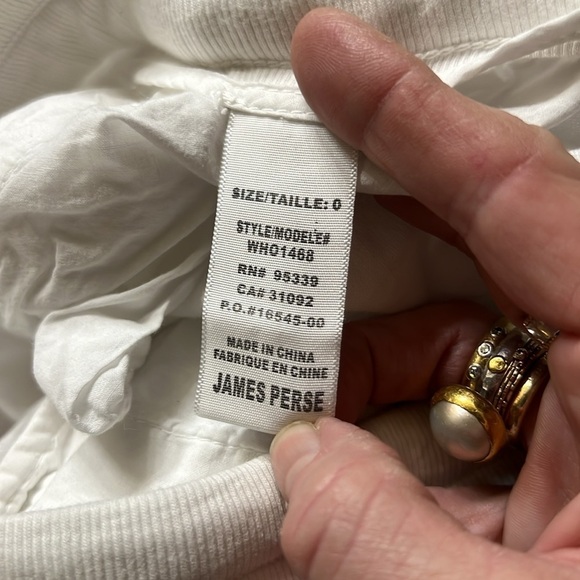 SIZE/TAILLE: 0
STYLE/MODELE#
WHO1468
RN# 95339
CA# 31092
P.O.#16545-00
MADE IN CHINA
FABRIQUE EN CHINE
JAMES PERSE